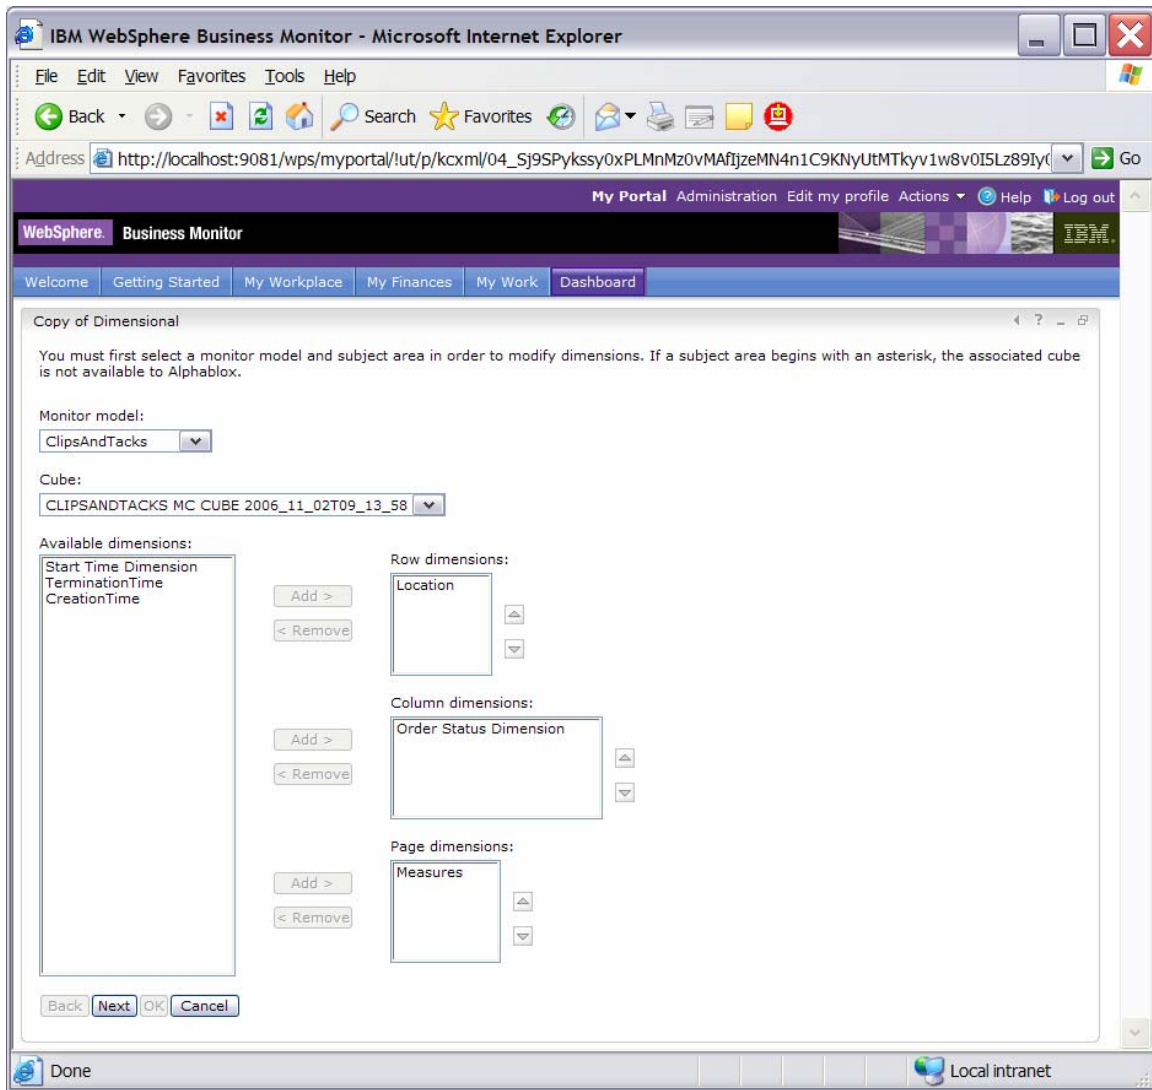 IBM WebSphere Business Monitor - Microsoft Internet Explorer
File Edit View Favorites Tools Help
Back Search Favorites
Address http://localhost:9081/wps/myportal/!ut/p/kcxml/04_Sj9SPykssy0xPLMnMz0vMAfIjzeMN4n1C9KNyUtMTkyv1w8v0I5Lz89Iy( Go
My Portal Administration Edit my profile Actions ? Help Log out
WebSphere. Business Monitor IBM.
Welcome Getting Started My Workplace My Finances My Work Dashboard
Copy of Dimensional ?
You must first select a monitor model and subject area in order to modify dimensions. If a subject area begins with an asterisk, the associated cube
is not available to Alphablox.
Monitor model:
ClipsAndTacks
Cube:
CLIPSANDTACKS MC CUBE 2006_11_02T09_13_58
Available dimensions:
Start Time Dimension
TerminationTime
CreationTime
Row dimensions:
Location
Add >
< Remove
Column dimensions:
Order Status Dimension
Add >
< Remove
Page dimensions:
Measures
Add >
< Remove
Back Next OK Cancel
Done Local intranet